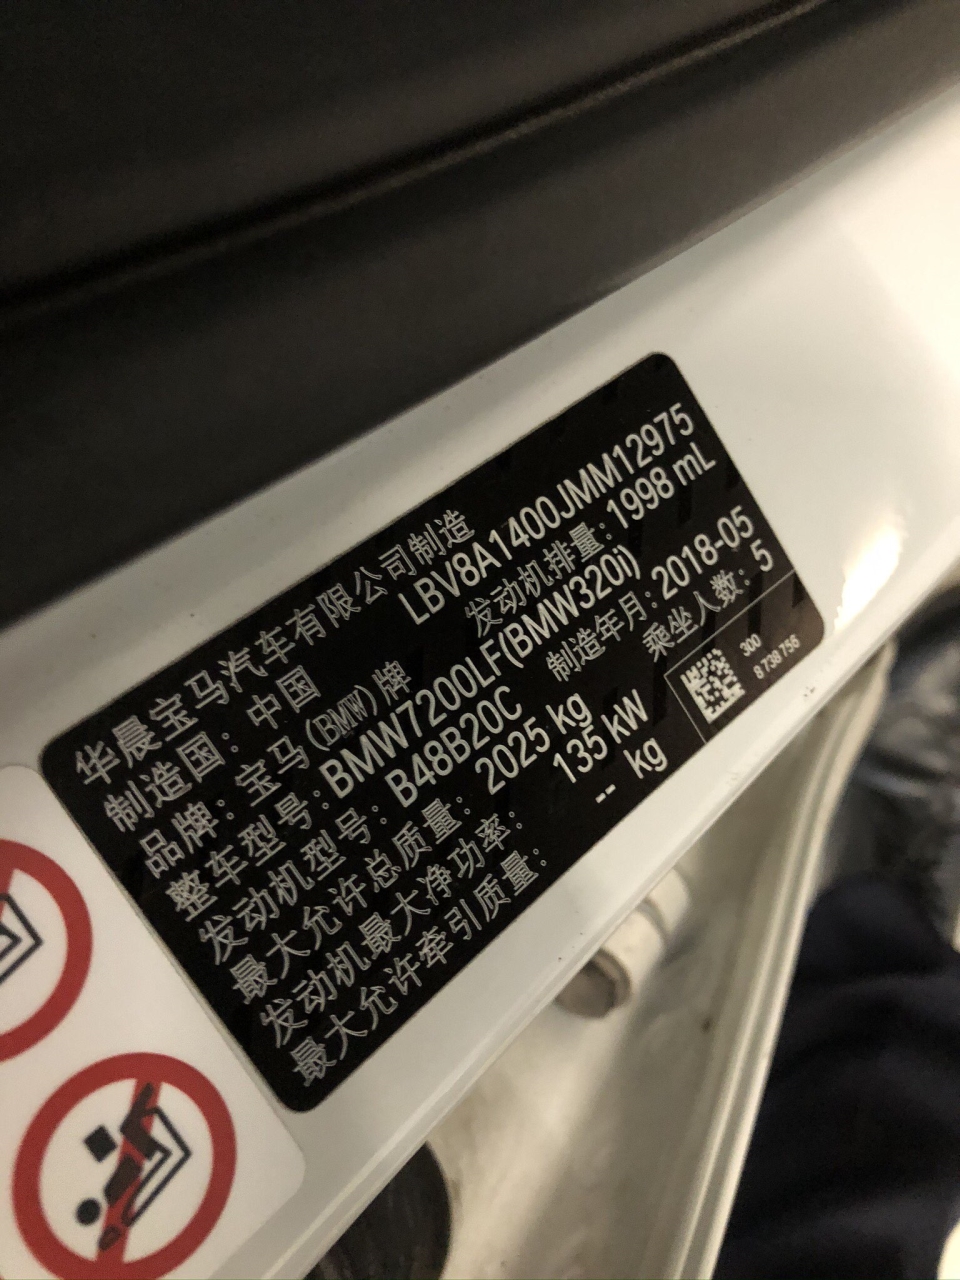 华晨宝马汽车有限公司制造
制造国：中国 LBV8A1400JMM12975
品牌：宝马(BMW)牌 发动机排量：1998 mL
整车型号：BMW7200LF(BMW320i)
发动机型号：B48B20C 制造年月：2018-05
最大允许总质量：2025 kg 乘坐人数：5
发动机最大净功率：135 kW
最大允许牵引质量：-- kg
300
8 738 756